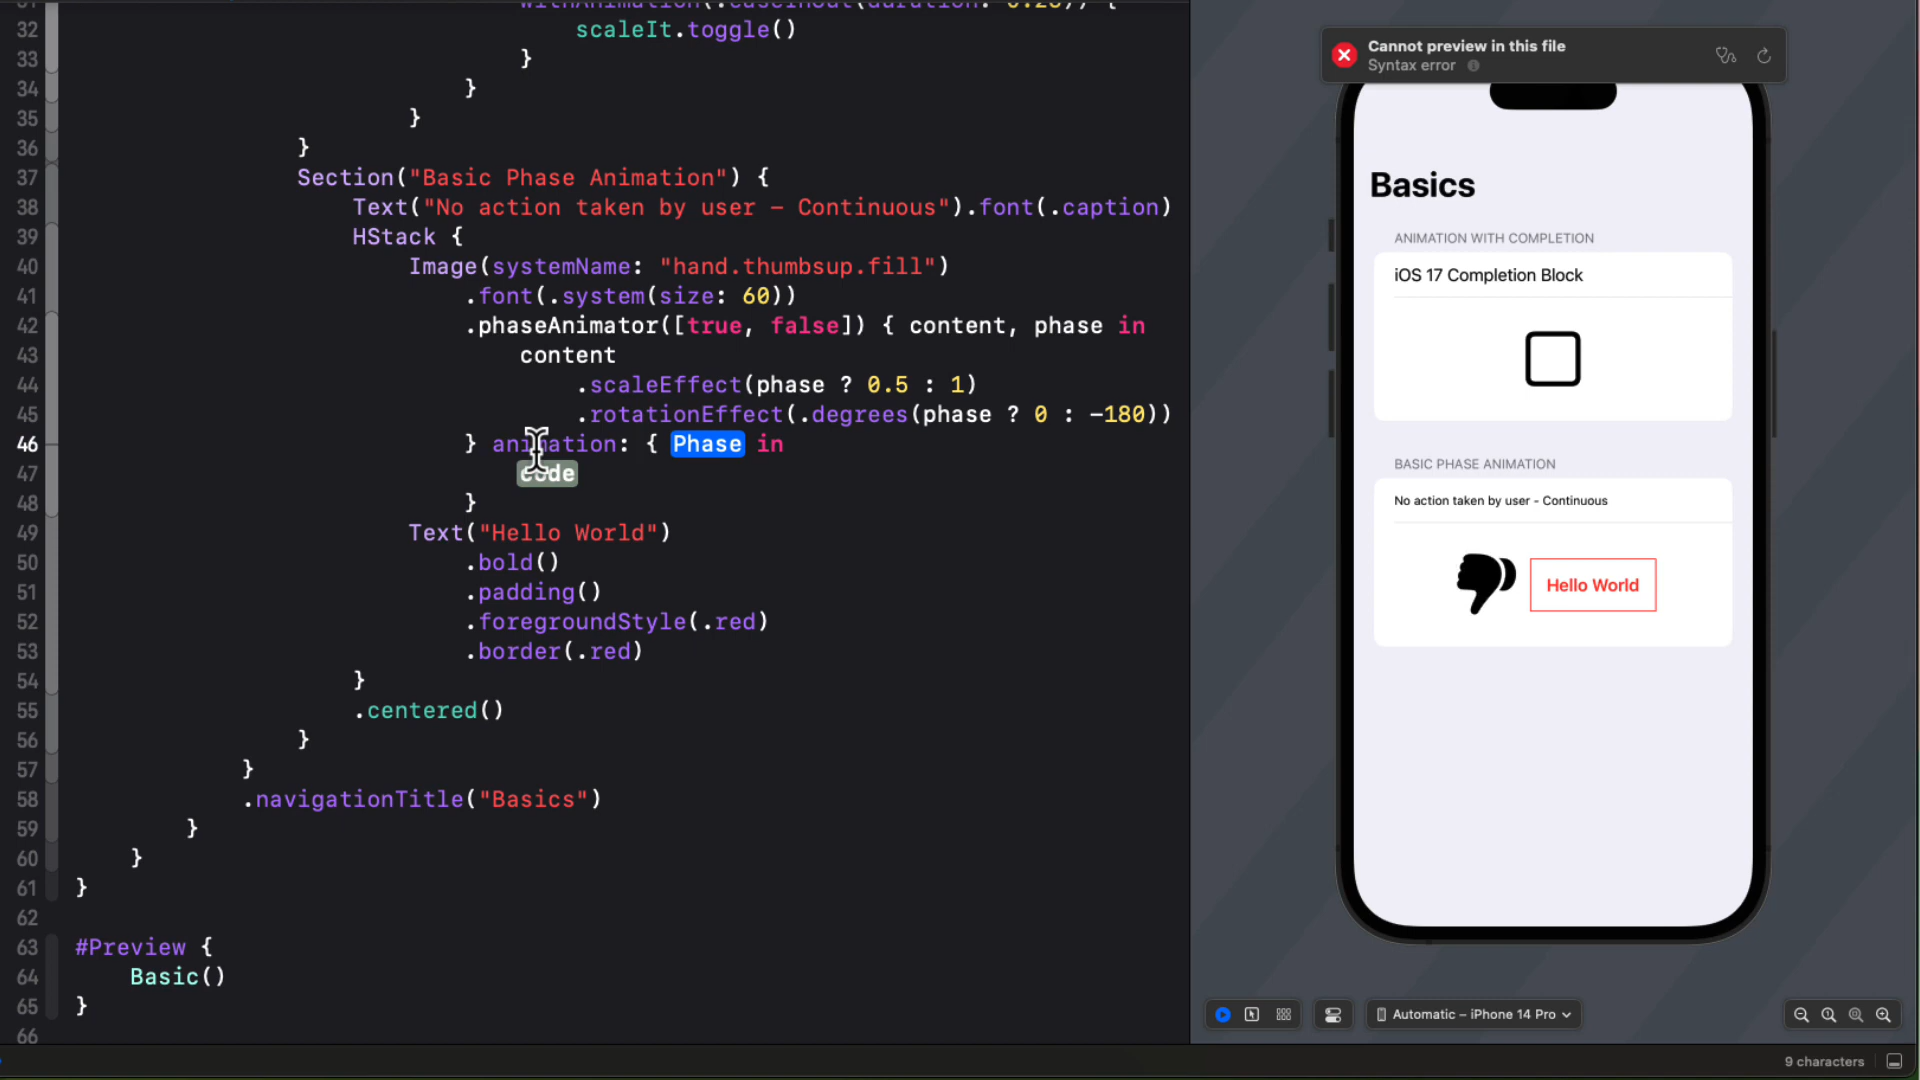 32 scaleIt.toggle()
33 }
34 }
35 }
36 }
37 Section("Basic Phase Animation") {
38 Text("No action taken by user – Continuous").font(.caption)
39 HStack {
40 Image(systemName: "hand.thumbsup.fill")
41 .font(.system(size: 60))
42 .phaseAnimator([true, false]) { content, phase in
43 content
44 .scaleEffect(phase ? 0.5 : 1)
45 .rotationEffect(.degrees(phase ? 0 : -180))
46 } animation: { Phase in
47 code
48 }
49 Text("Hello World")
50 .bold()
51 .padding()
52 .foregroundStyle(.red)
53 .border(.red)
54 }
55 .centered()
56 }
57 }
58 .navigationTitle("Basics")
59 }
60 }
61 }
62
63 #Preview {
64 Basic()
65 }
66
Cannot preview in this file
Syntax error
Basics
ANIMATION WITH COMPLETION
iOS 17 Completion Block
BASIC PHASE ANIMATION
No action taken by user - Continuous
Hello World
Automatic – iPhone 14 Pro
9 characters